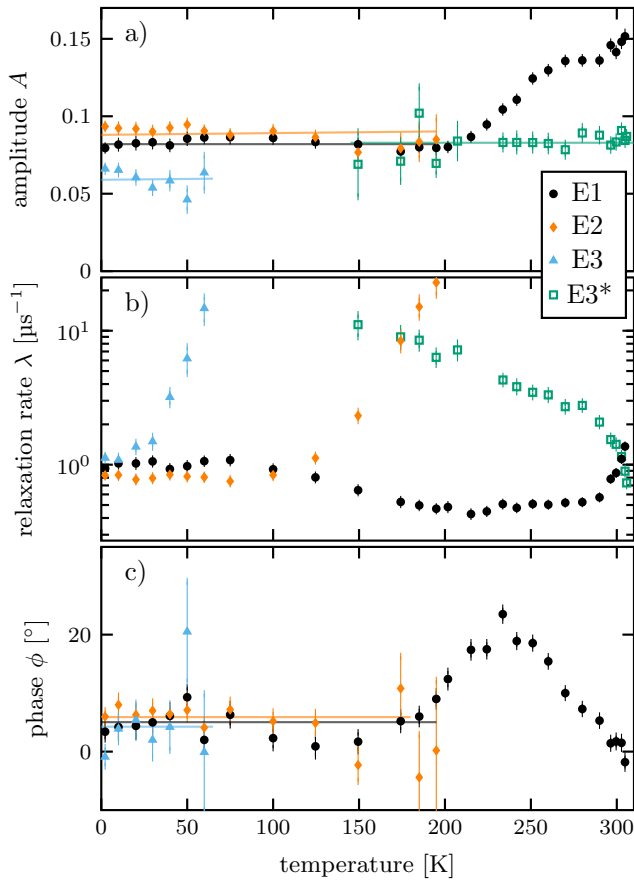 a)
0.15
0.1
0.05
0
amplitude A
E1
E2
E3
E3*
b)
10¹
10⁰
relaxation rate λ [µs⁻¹]
c)
20
0
phase ϕ [°]
0 50 100 150 200 250 300
temperature [K]